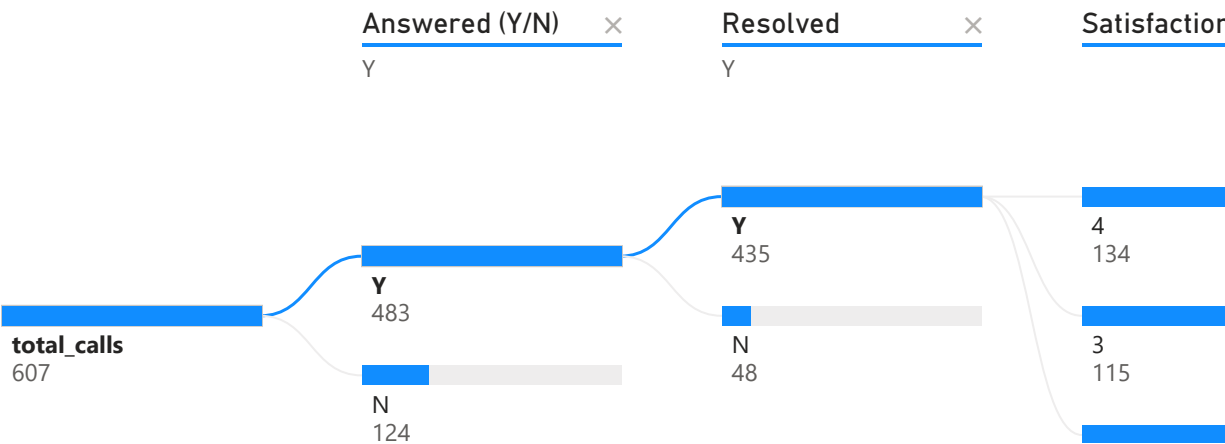 Answered (Y/N)
Y
Resolved
Y
Satisfaction
total_calls
607
Y
483
N
124
Y
435
N
48
4
134
3
115